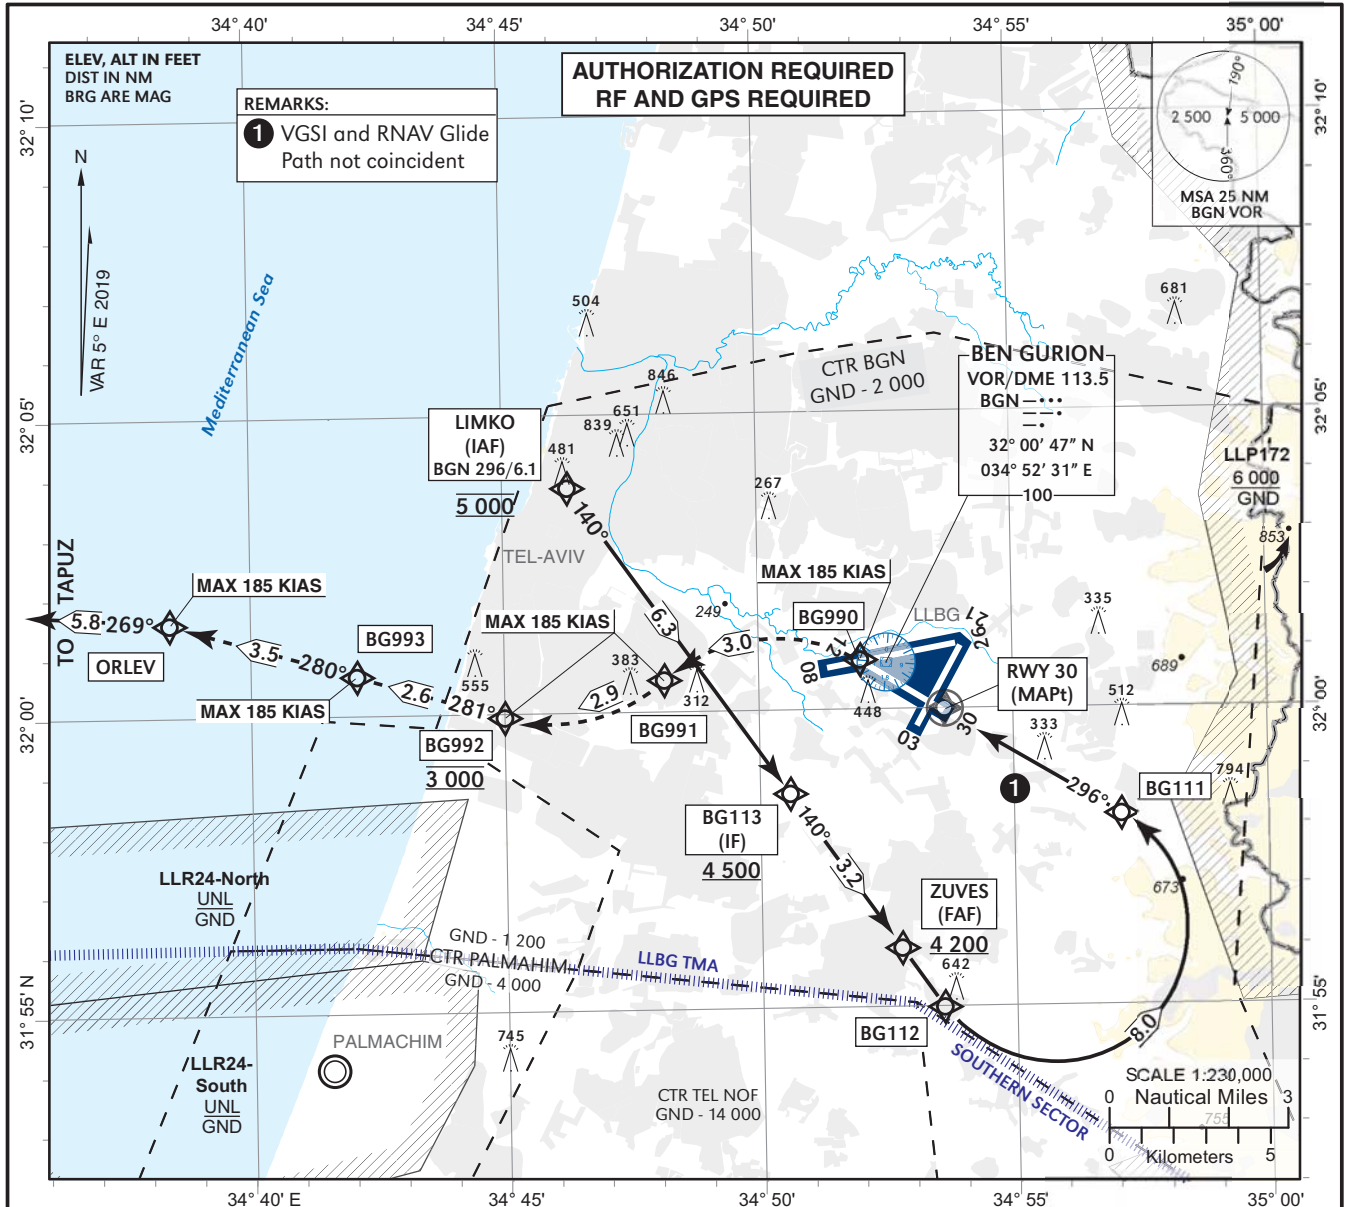 34° 40'
34° 45'
34° 50'
34° 55'
35° 00'
ELEV, ALT IN FEET
DIST IN NM
BRG ARE MAG
REMARKS:
1 VGSI and RNAV Glide
Path not coincident
AUTHORIZATION REQUIRED
RF AND GPS REQUIRED
190°
2 500
5 000
360°
MSA 25 NM
BGN VOR
32° 10'
32° 10'
N
VAR 5° E 2019
Mediterranean Sea
504
681
846
651
839
481
267
CTR BGN
GND - 2 000
BEN GURION
VOR/DME 113.5
BGN
32° 00' 47" N
034° 52' 31" E
100
32° 05'
32° 05'
LIMKO
(IAF)
BGN 296/6.1
5 000
LLP172
6 000
GND
853
140°
TEL-AVIV
TO TAPUZ
MAX 185 KIAS
MAX 185 KIAS
MAX 185 KIAS
MAX 185 KIAS
5.8
269°
ORLEV
3.5
280°
BG993
2.6
281°
555
383
2.9
312
BG991
6.3
3.0
249
BG990
12
08
LLBG
26
21
448
03
30
RWY 30
(MAPt)
335
689
512
333
794
32° 00'
32° 00'
BG992
3 000
1
296°
BG111
BG113
(IF)
4 500
140°
3.2
ZUVES
(FAF)
4 200
642
673
8.0
BG112
LLR24-North
UNL
GND
GND - 1 200
CTR PALMAHIM
GND - 4 000
LLBG TMA
SOUTHERN SECTOR
31° 55' N
31° 55'
PALMACHIM
745
LLR24-
South
UNL
GND
CTR TEL NOF
GND - 14 000
SCALE 1:230,000
0 Nautical Miles 3
755
0 Kilometers 5
34° 40' E
34° 45'
34° 50'
34° 55'
35° 00'